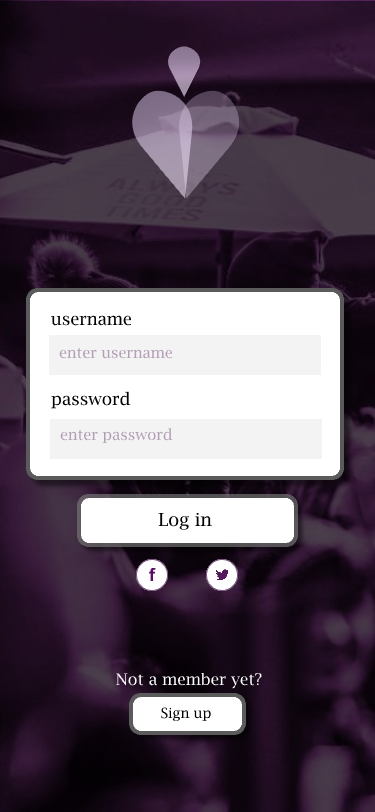 ALWAYS
GOOD
TIMES
username
enter username
password
enter password
Log in
f
Not a member yet?
Sign up